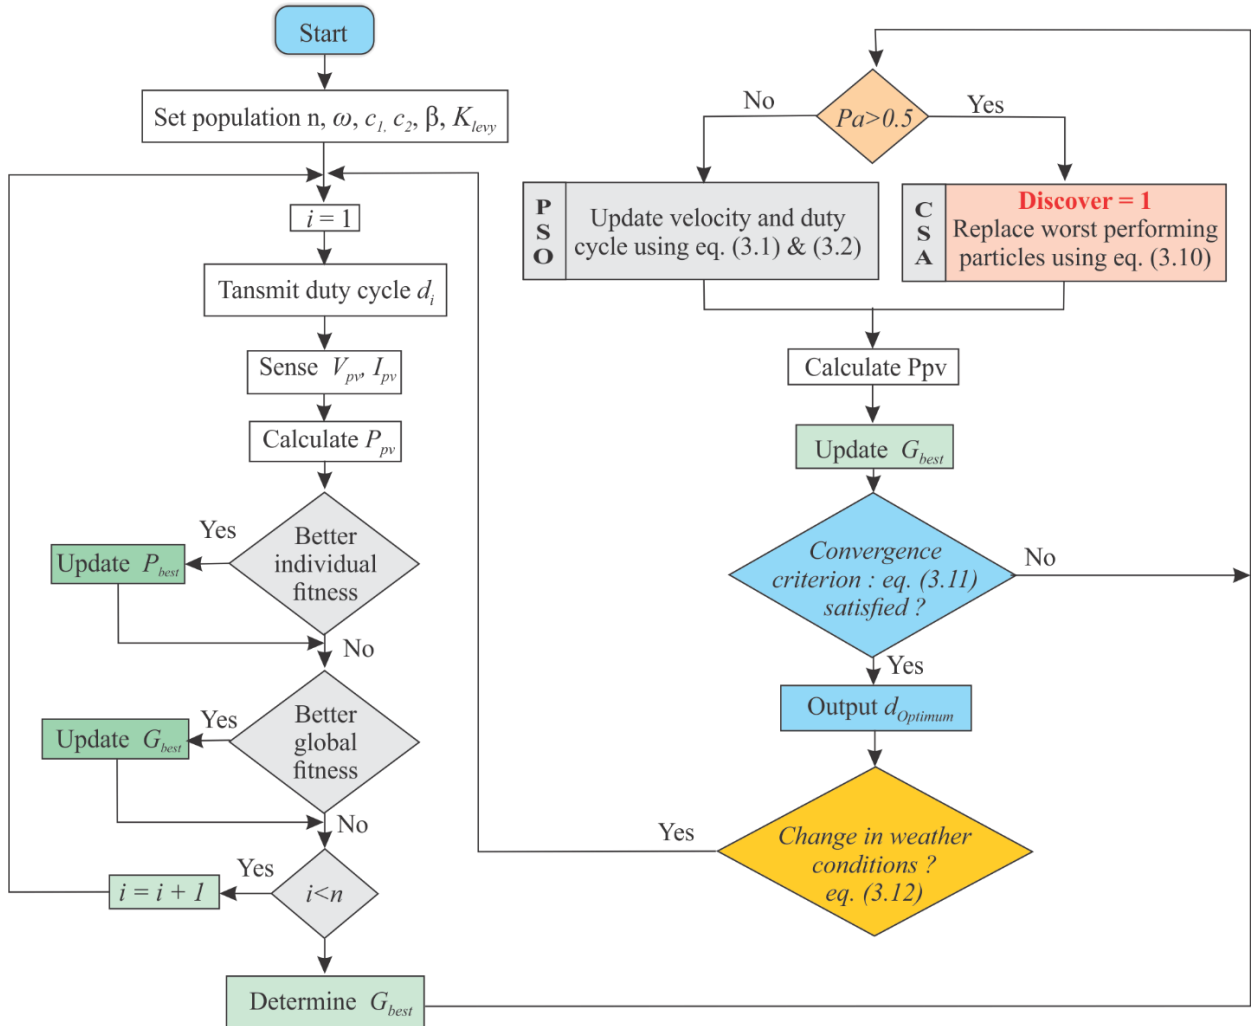 Start
Set population n, ω, c1, c2, β, Klevy
i = 1
Tansmit duty cycle di
Sense Vpv, Ipv
Calculate Ppv
Better
individual
fitness
Yes
Update Pbest
No
Better
global
fitness
Yes
Update Gbest
No
i<n
Yes
i = i + 1
Determine Gbest
Pa>0.5
No
Yes
P
S
O
Update velocity and duty
cycle using eq. (3.1) & (3.2)
C
S
A
Discover = 1
Replace worst performing
particles using eq. (3.10)
Calculate Ppv
Update Gbest
Convergence
criterion : eq. (3.11)
satisfied ?
No
Yes
Output dOptimum
Change in weather
conditions ?
eq. (3.12)
Yes